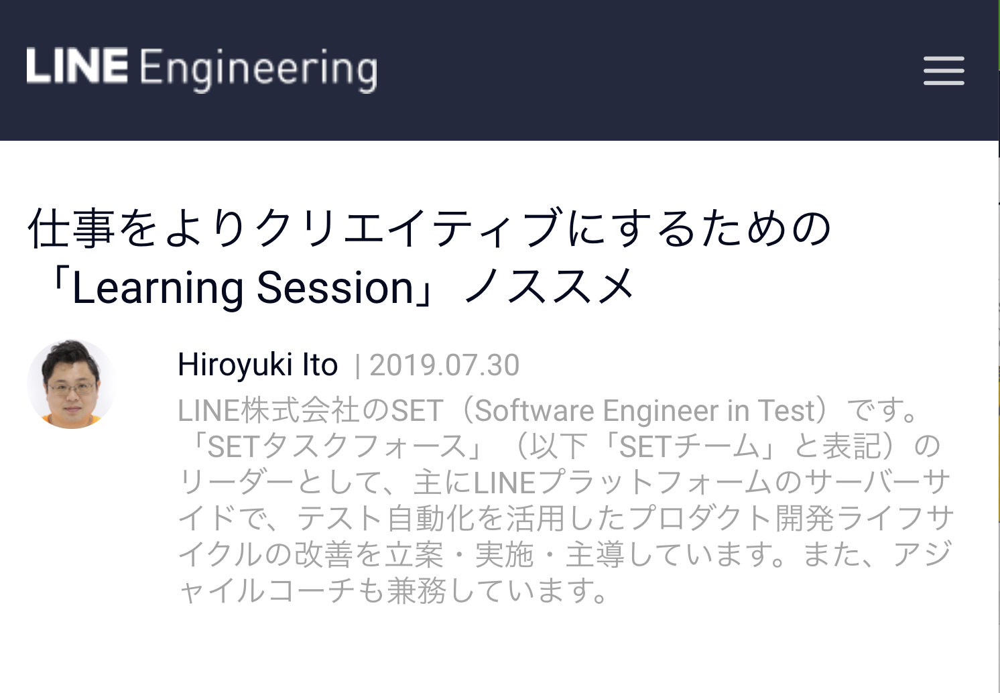 LINE Engineering
仕事をよりクリエイティブにするための
「Learning Session」ノススメ
Hiroyuki Ito | 2019.07.30
LINE株式会社のSET（Software Engineer in Test）です。
「SETタスクフォース」（以下「SETチーム」と表記）の
リーダーとして、主にLINEプラットフォームのサーバーサ
イドで、テスト自動化を活用したプロダクト開発ライフサ
イクルの改善を立案・実施・主導しています。また、アジ
ャイルコーチも兼務しています。